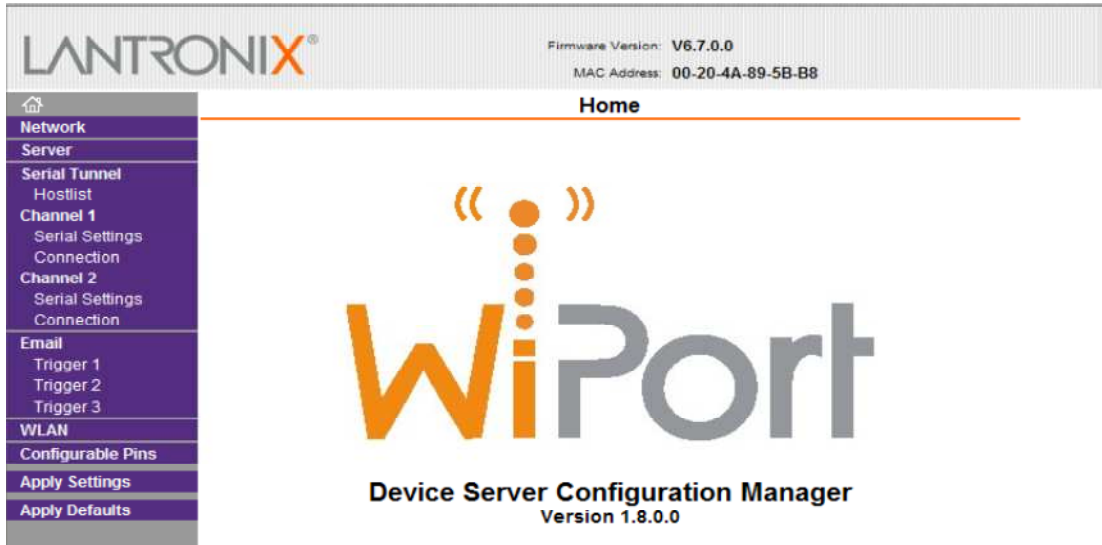 LANTRONIX®
Firmware Version: V6.7.0.0
MAC Address: 00-20-4A-89-5B-B8
Home
Network
Server
Serial Tunnel
Hostlist
Channel 1
Serial Settings
Connection
Channel 2
Serial Settings
Connection
Email
Trigger 1
Trigger 2
Trigger 3
WLAN
Configurable Pins
Apply Settings
Apply Defaults
WiPort
Device Server Configuration Manager
Version 1.8.0.0